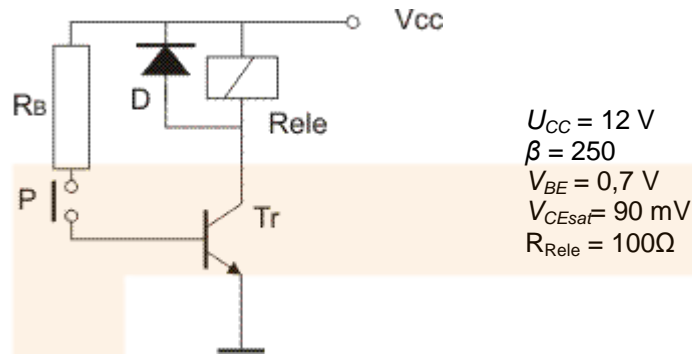 Vcc
RB
D
Rele
P
Tr
UCC = 12 V
β = 250
VBE = 0,7 V
VCEsat= 90 mV
RRele = 100Ω